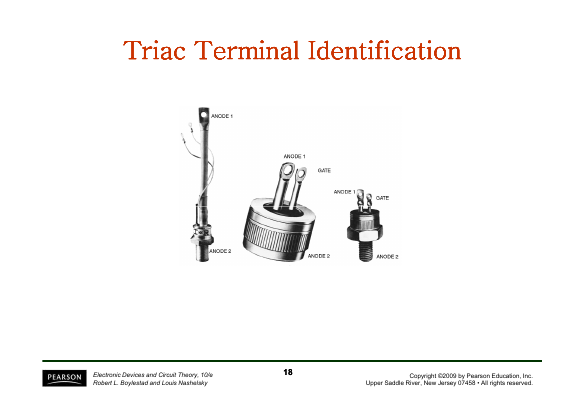 Triac Terminal Identification
ANODE 1
ANODE 2
ANODE 1
GATE
ANODE 2
ANODE 1
GATE
ANODE 2
PEARSON
Electronic Devices and Circuit Theory, 10/e
Robert L. Boylestad and Louis Nashelsky
18
Copyright ©2009 by Pearson Education, Inc.
Upper Saddle River, New Jersey 07458 • All rights reserved.